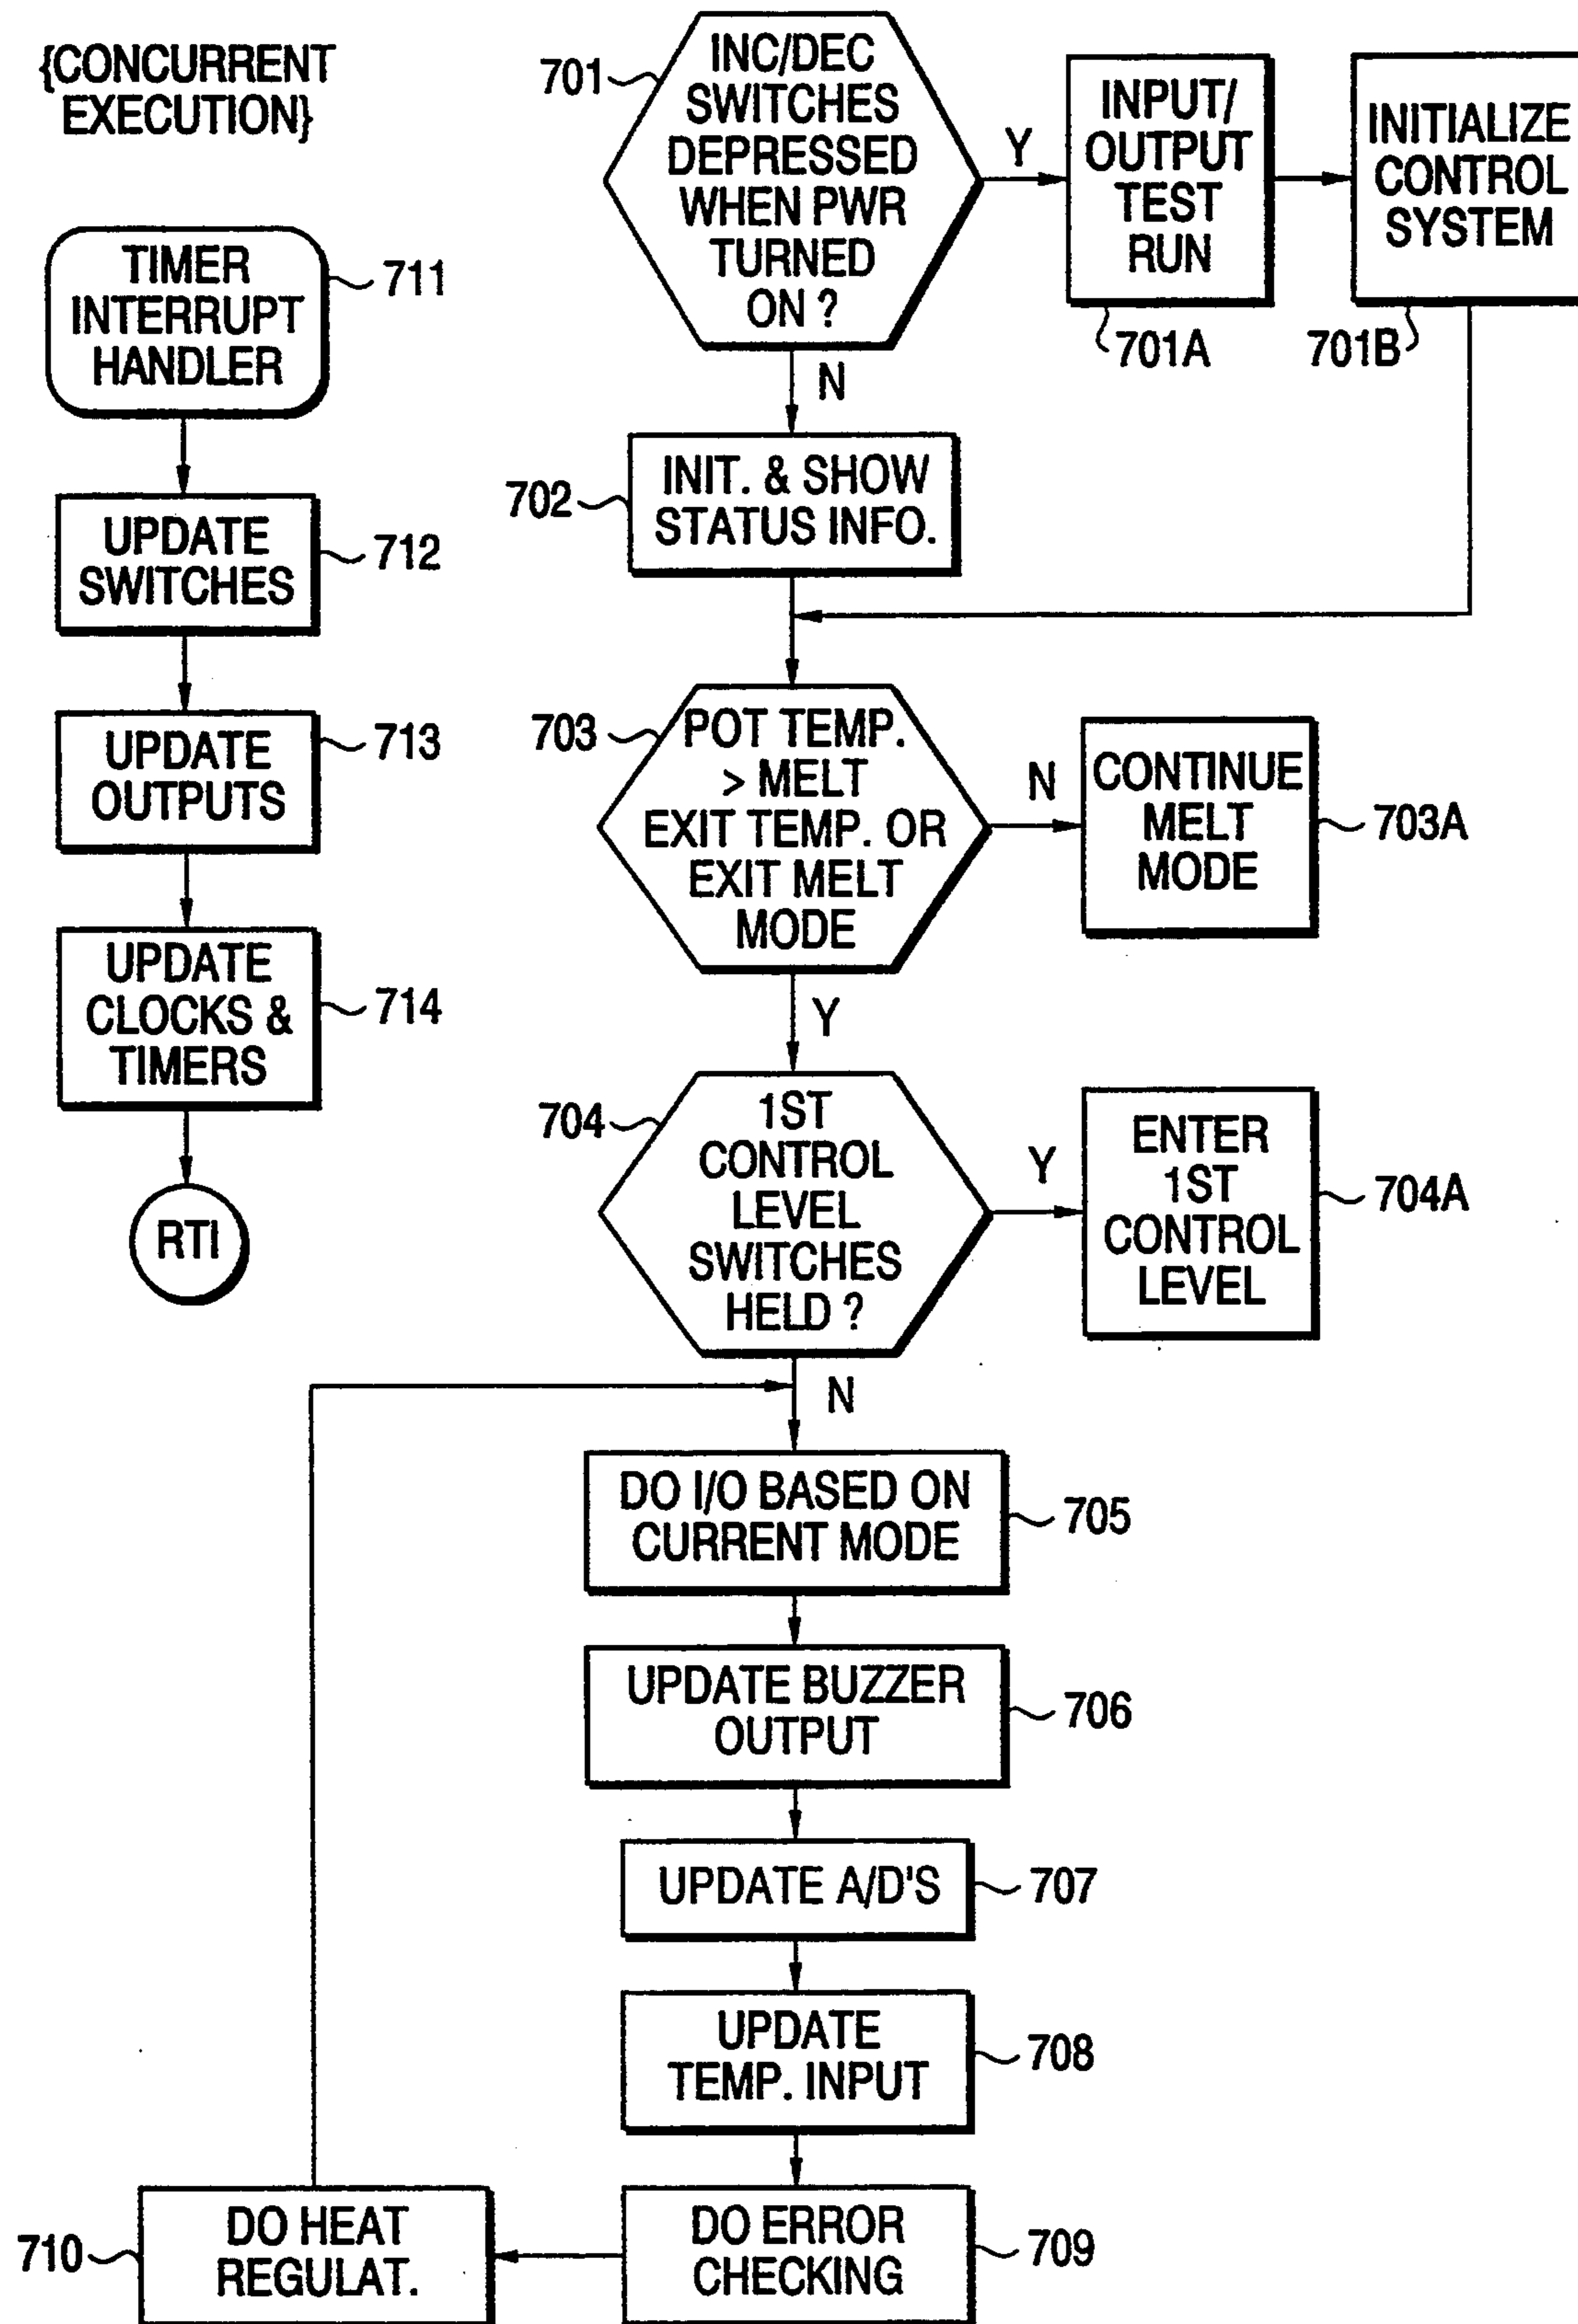 {CONCURRENT
EXECUTION}
TIMER
INTERRUPT
HANDLER
711
UPDATE
SWITCHES
712
UPDATE
OUTPUTS
713
UPDATE
CLOCKS &
TIMERS
714
RTI
701
INC/DEC
SWITCHES
DEPRESSED
WHEN PWR
TURNED
ON ?
Y
INPUT/
OUTPUT
TEST
RUN
701A
INITIALIZE
CONTROL
SYSTEM
701B
N
702
INIT. & SHOW
STATUS INFO.
703
POT TEMP.
> MELT
EXIT TEMP. OR
EXIT MELT
MODE
N
CONTINUE
MELT
MODE
703A
Y
704
1ST
CONTROL
LEVEL
SWITCHES
HELD ?
Y
ENTER
1ST
CONTROL
LEVEL
704A
N
DO I/O BASED ON
CURRENT MODE
705
UPDATE BUZZER
OUTPUT
706
UPDATE A/D'S
707
UPDATE
TEMP. INPUT
708
DO ERROR
CHECKING
709
710
DO HEAT
REGULAT.